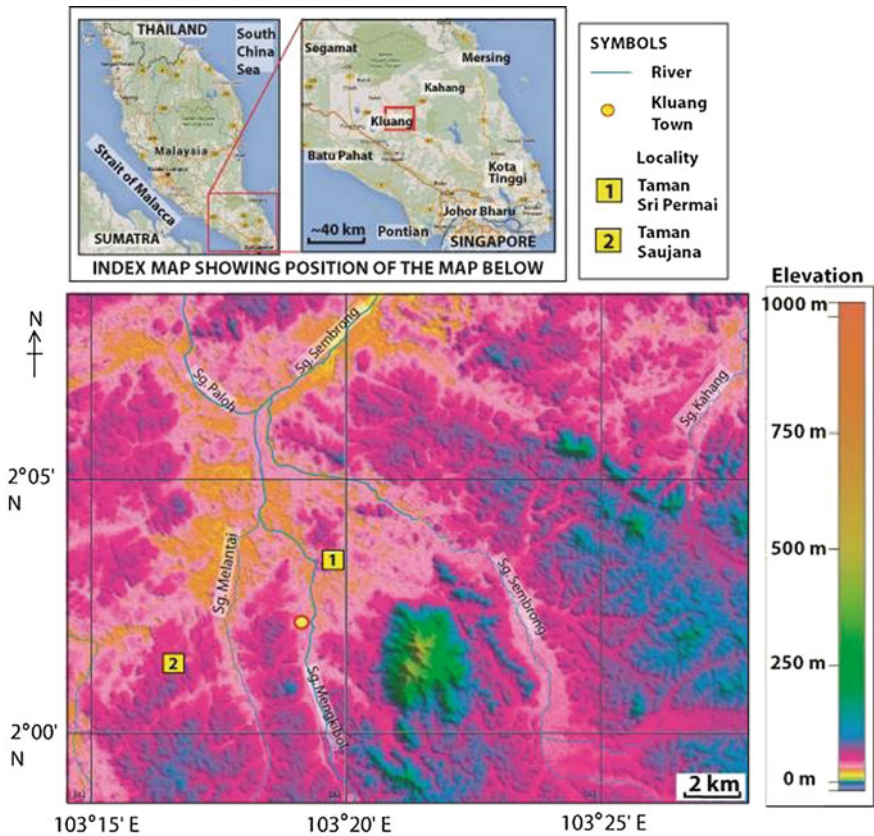 THAILAND
South
China
Sea
Malaysia
Strait of Malacca
SUMATRA
Segamat
Mersing
Kahang
Kluang
Batu Pahat
Kota
Tinggi
Johor Bharu
Pontian
~40 km
SINGAPORE
INDEX MAP SHOWING POSITION OF THE MAP BELOW
SYMBOLS
River
Kluang
Town
Locality
1 Taman
Sri Permai
2 Taman
Saujana
Elevation
1000 m
750 m
500 m
250 m
0 m
N
Sg. Paloh
Sg. Sembrong
Sg. Kahang
2°05'
N
Sg. Melantai
1
Sg. Sembrong
2
Sg. Mengkibol
2°00'
N
2 km
103°15' E
103°20' E
103°25' E